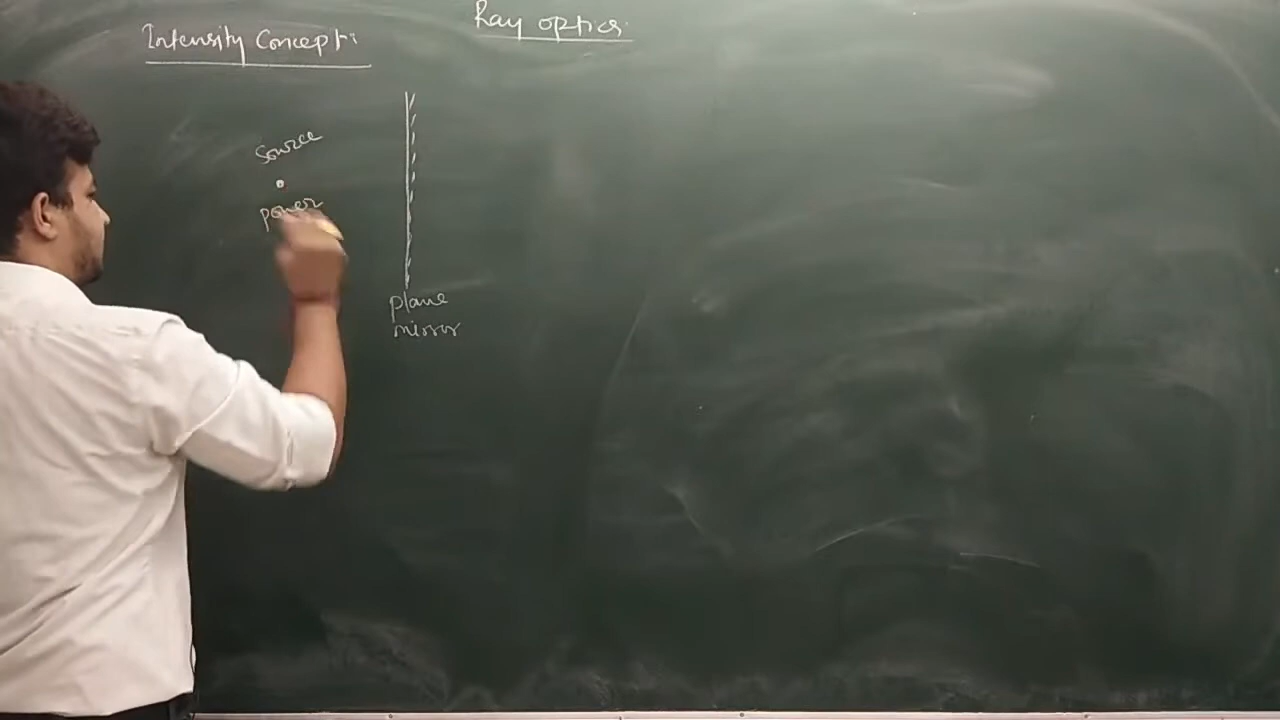 Ray optics
Intensity Concept:
Source
power
plane
mirror